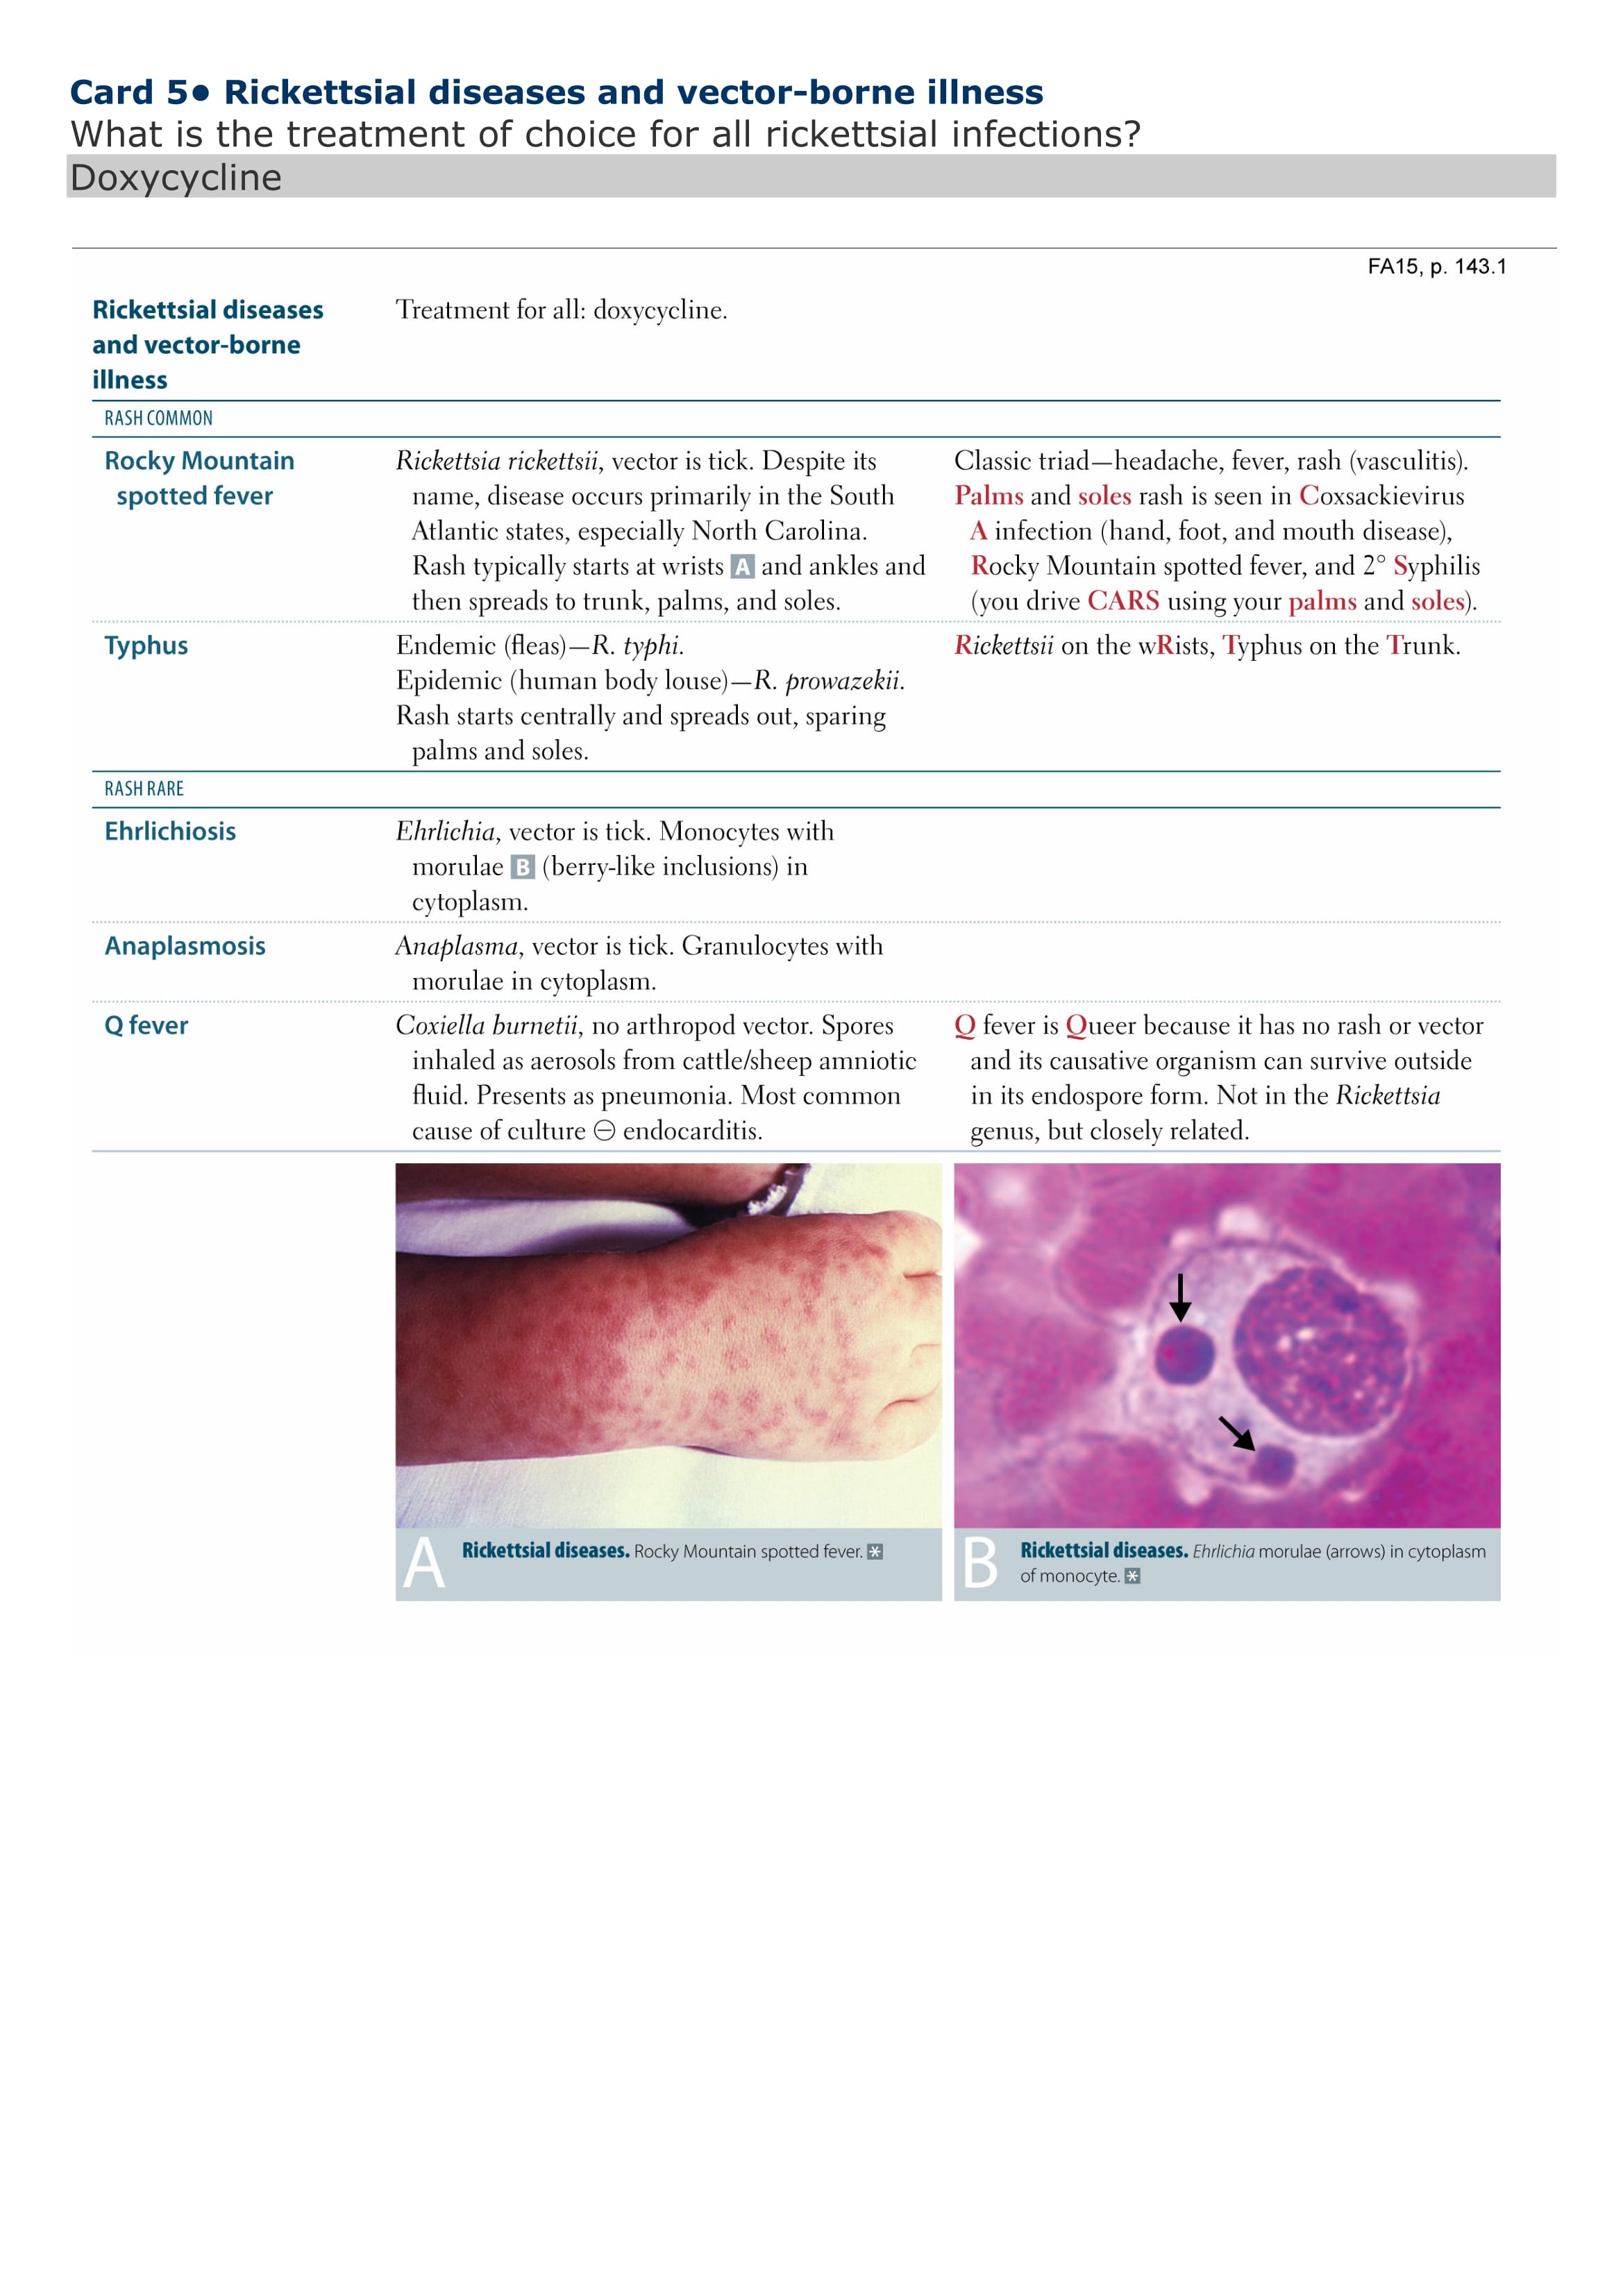 Card 5• Rickettsial diseases and vector-borne illness
What is the treatment of choice for all rickettsial infections?
Doxycycline
FA15, p. 143.1
Rickettsial diseases
and vector-borne
illness
Treatment for all: doxycycline.
RASH COMMON
Rocky Mountain
spotted fever
Rickettsia rickettsii, vector is tick. Despite its
name, disease occurs primarily in the South
Atlantic states, especially North Carolina.
Rash typically starts at wrists A and ankles and
then spreads to trunk, palms, and soles.
Classic triad—headache, fever, rash (vasculitis).
Palms and soles rash is seen in Coxsackievirus
A infection (hand, foot, and mouth disease),
Rocky Mountain spotted fever, and 2° Syphilis
(you drive CARS using your palms and soles).
Typhus
Endemic (fleas)—R. typhi.
Epidemic (human body louse)—R. prowazekii.
Rash starts centrally and spreads out, sparing
palms and soles.
Rickettsii on the wRists, Typhus on the Trunk.
RASH RARE
Ehrlichiosis
Ehrlichia, vector is tick. Monocytes with
morulae B (berry-like inclusions) in
cytoplasm.
Anaplasmosis
Anaplasma, vector is tick. Granulocytes with
morulae in cytoplasm.
Q fever
Coxiella burnetii, no arthropod vector. Spores
inhaled as aerosols from cattle/sheep amniotic
fluid. Presents as pneumonia. Most common
cause of culture ⊖ endocarditis.
Q fever is Queer because it has no rash or vector
and its causative organism can survive outside
in its endospore form. Not in the Rickettsia
genus, but closely related.
A Rickettsial diseases. Rocky Mountain spotted fever. *
B Rickettsial diseases. Ehrlichia morulae (arrows) in cytoplasm
of monocyte. *